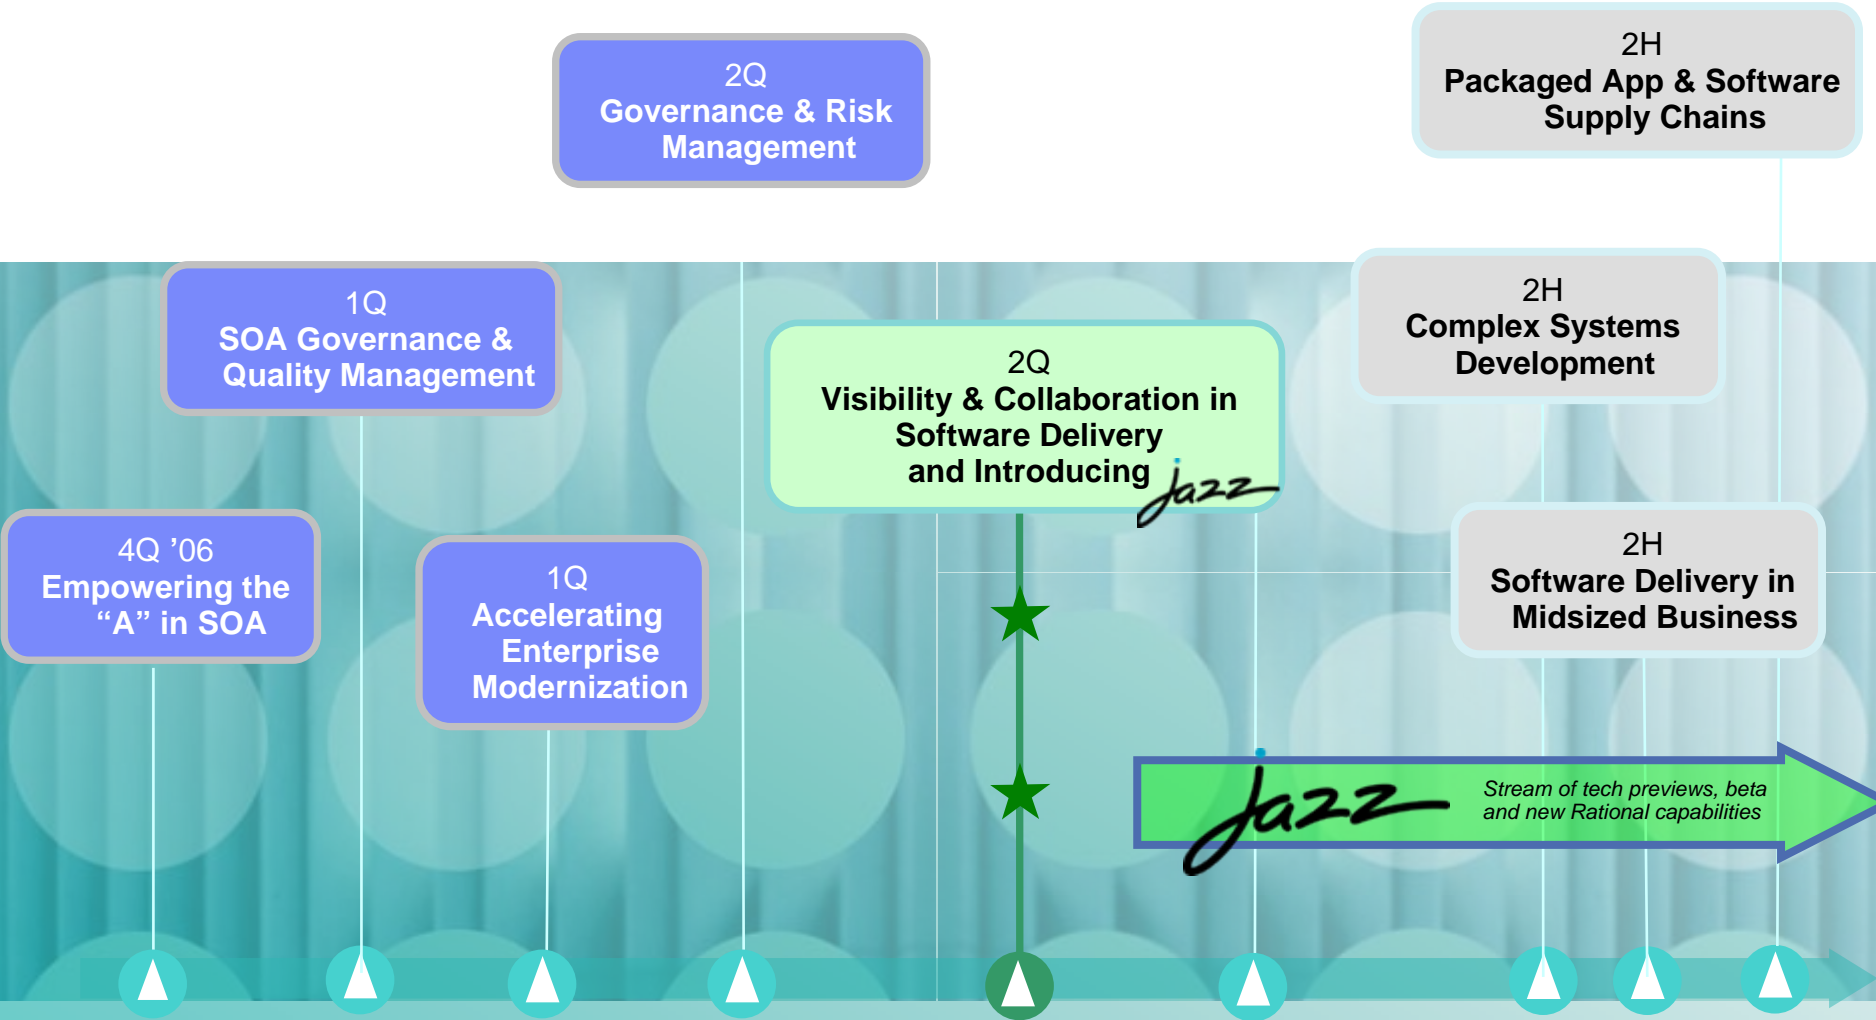 2Q
Governance & Risk
Management
2H
Packaged App & Software
Supply Chains
1Q
SOA Governance &
Quality Management
2Q
Visibility & Collaboration in
Software Delivery
and Introducing
jazz
2H
Complex Systems
Development
4Q ’06
Empowering the
“A” in SOA
1Q
Accelerating
Enterprise
Modernization
2H
Software Delivery in
Midsized Business
jazz
Stream of tech previews, beta
and new Rational capabilities